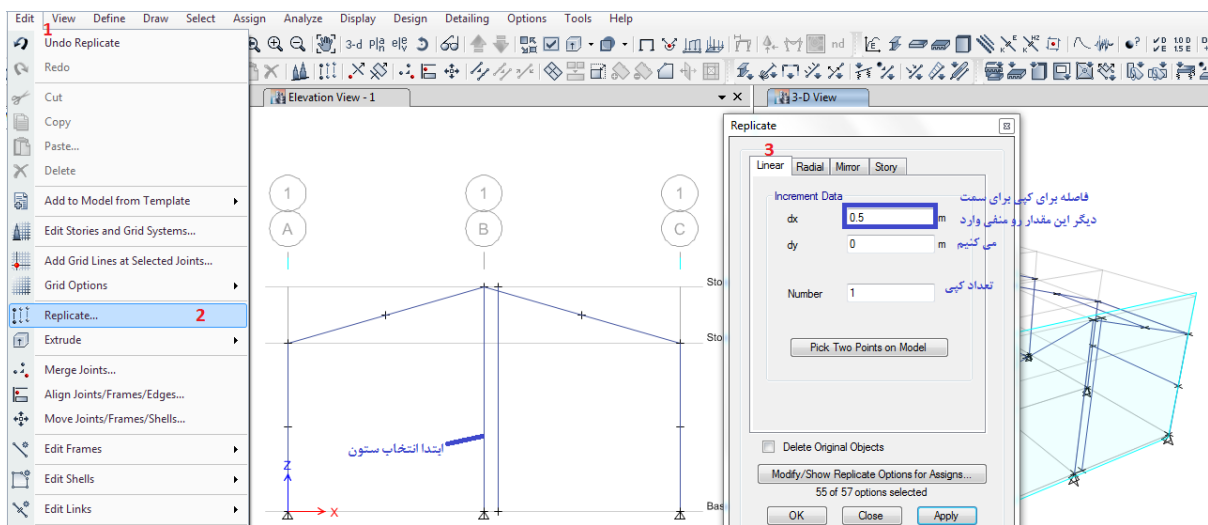 Edit View Define Draw Select Assign Analyze Display Design Detailing Options Tools Help
1
Undo Replicate
Redo
Cut
Copy
Paste...
Delete
Add to Model from Template
Edit Stories and Grid Systems...
Add Grid Lines at Selected Joints...
Grid Options
Replicate... 2
Extrude
Merge Joints...
Align Joints/Frames/Edges...
Move Joints/Frames/Shells...
Edit Frames
Edit Shells
Edit Links
3-d
nd
Elevation View - 1
3-D View
1 1 1
A B C
Sto
Sto
Bas
Z
X
ابتدا انتخاب ستون
Replicate
3
Linear Radial Mirror Story
Increment Data
dx 0.5 m
dy 0 m
Number 1
فاصله برای کپی برای سمت
دیگر این مقدار رو منفی وارد
می کنیم
تعداد کپی
Pick Two Points on Model
Delete Original Objects
Modify/Show Replicate Options for Assigns...
55 of 57 options selected
OK Close Apply